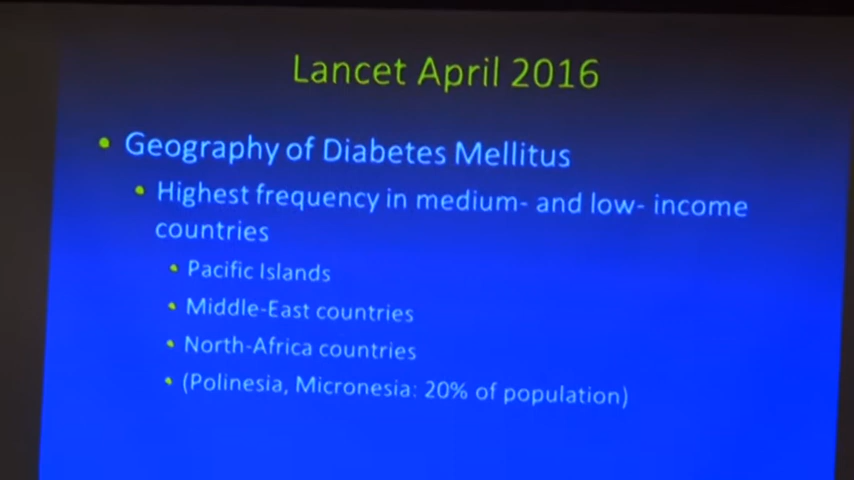 Lancet April 2016
• Geography of Diabetes Mellitus
• Highest frequency in medium- and low- income
countries
• Pacific Islands
• Middle-East countries
• North-Africa countries
• (Polinesia, Micronesia: 20% of population)